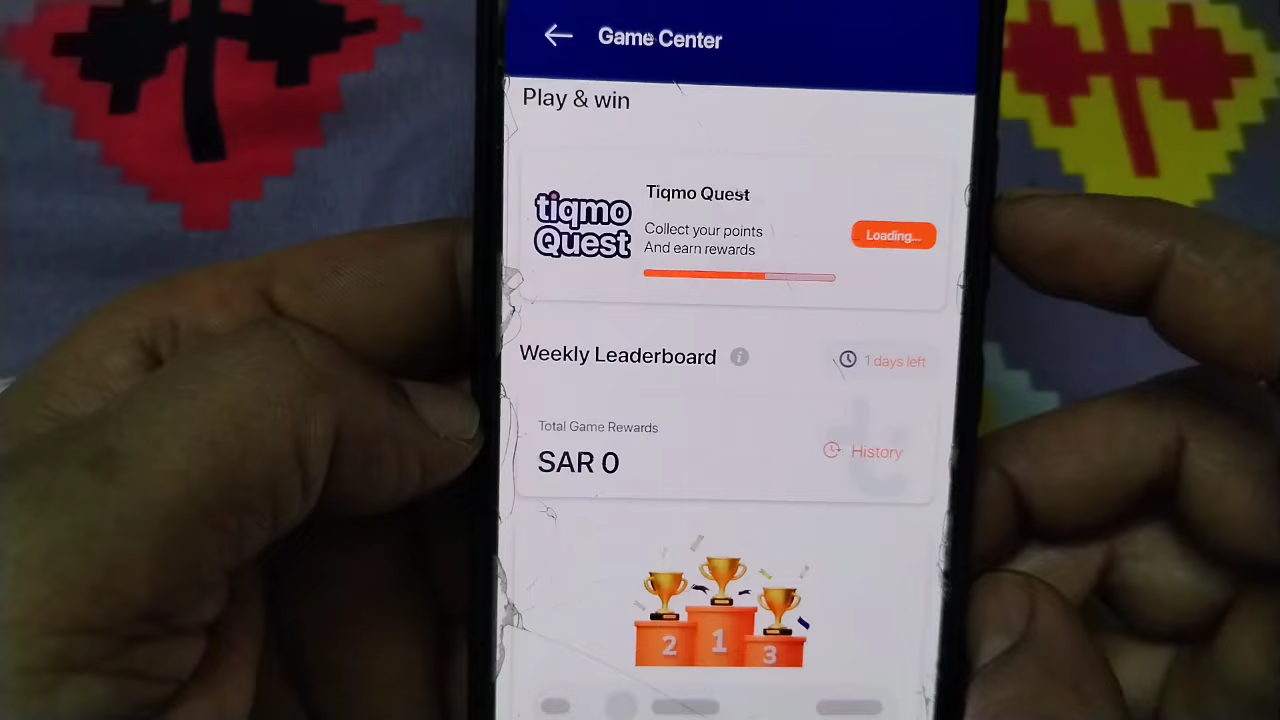 Game Center
Play & win
tiqmo
Quest
Tiqmo Quest
Collect your points
And earn rewards
Loading...
Weekly Leaderboard
1 days left
Total Game Rewards
SAR 0
History
2 1 3